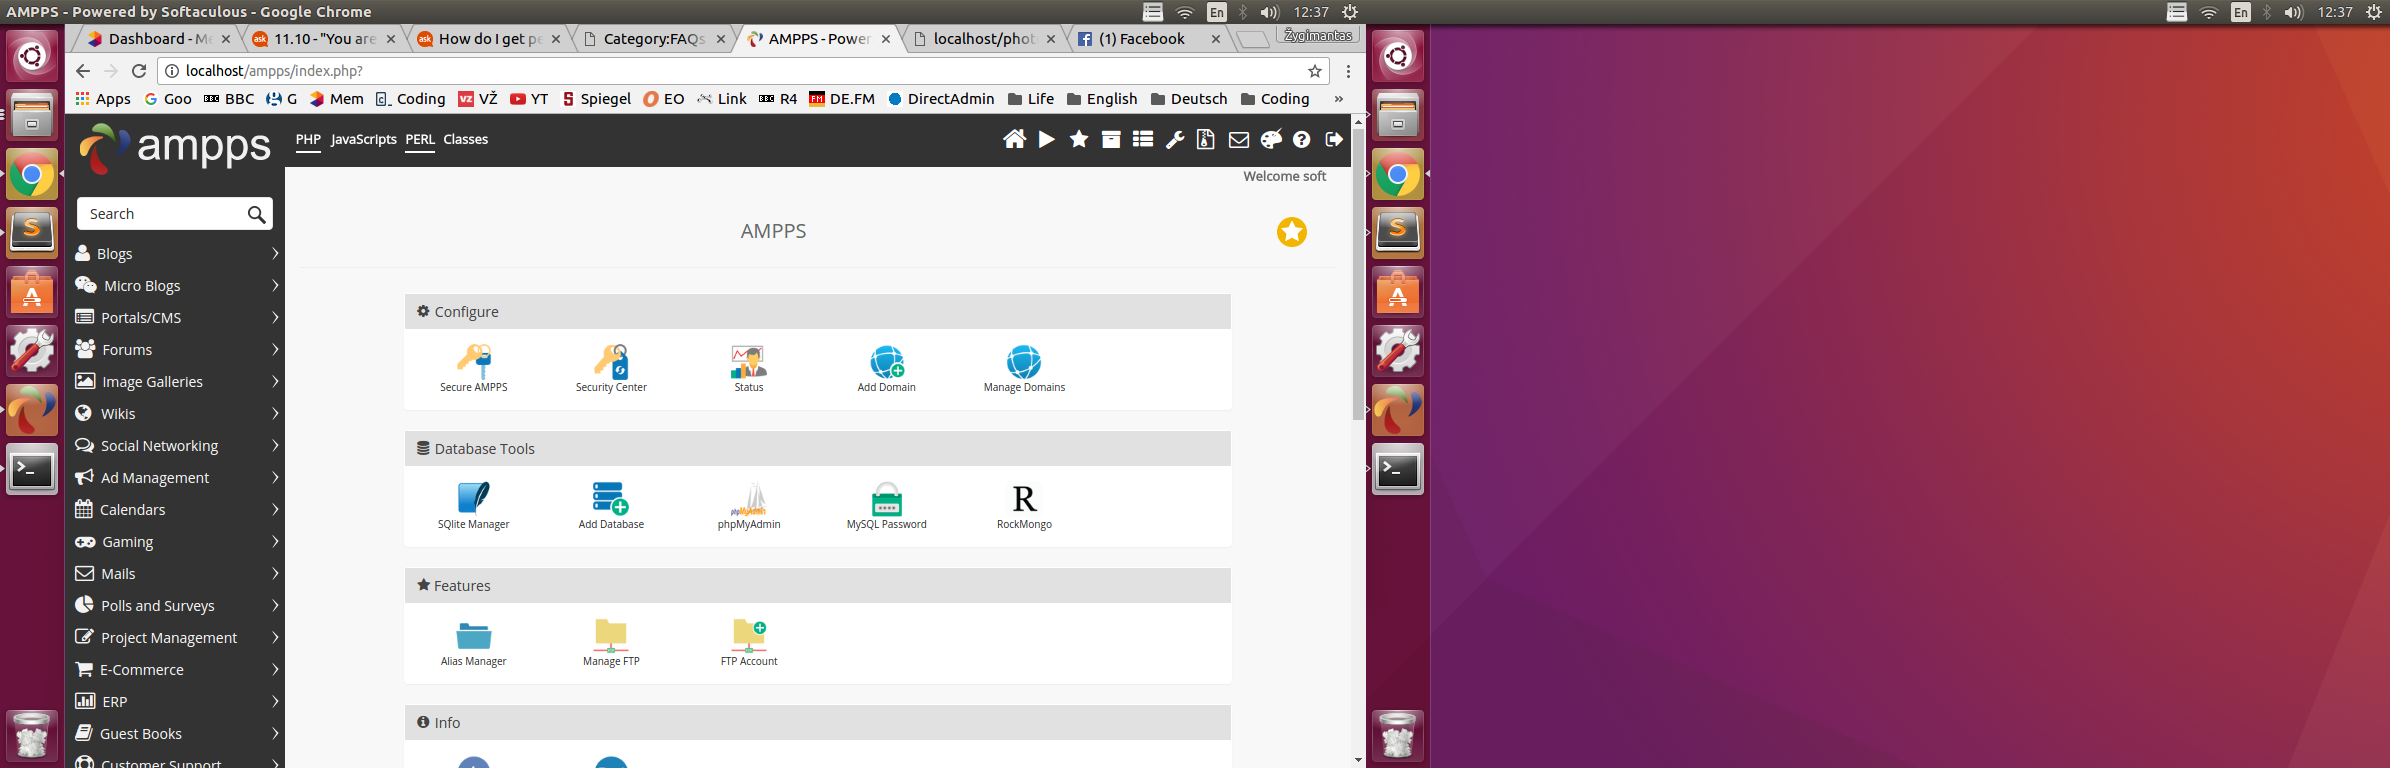 AMPPS - Powered by Softaculous - Google Chrome
En
12:37
En
12:37
Dashboard - M
11.10 - "You are
How do I get p
Category:FAQs
AMPPS - Power
localhost/phot
(1) Facebook
Žygimantas
localhost/ampps/index.php?
Apps
Goo
BBC
G
Mem
Coding
VŽ
YT
Spiegel
EO
Link
R4
DE.FM
DirectAdmin
Life
English
Deutsch
Coding
»
ampps
PHP
JavaScripts
PERL
Classes
Welcome soft
Search
Blogs
Micro Blogs
Portals/CMS
Forums
Image Galleries
Wikis
Social Networking
Ad Management
Calendars
Gaming
Mails
Polls and Surveys
Project Management
E-Commerce
ERP
Guest Books
Customer Support
AMPPS
Configure
Secure AMPPS
Security Center
Status
Add Domain
Manage Domains
Database Tools
SQlite Manager
Add Database
phpMyAdmin
MySQL Password
RockMongo
Features
Alias Manager
Manage FTP
FTP Account
Info